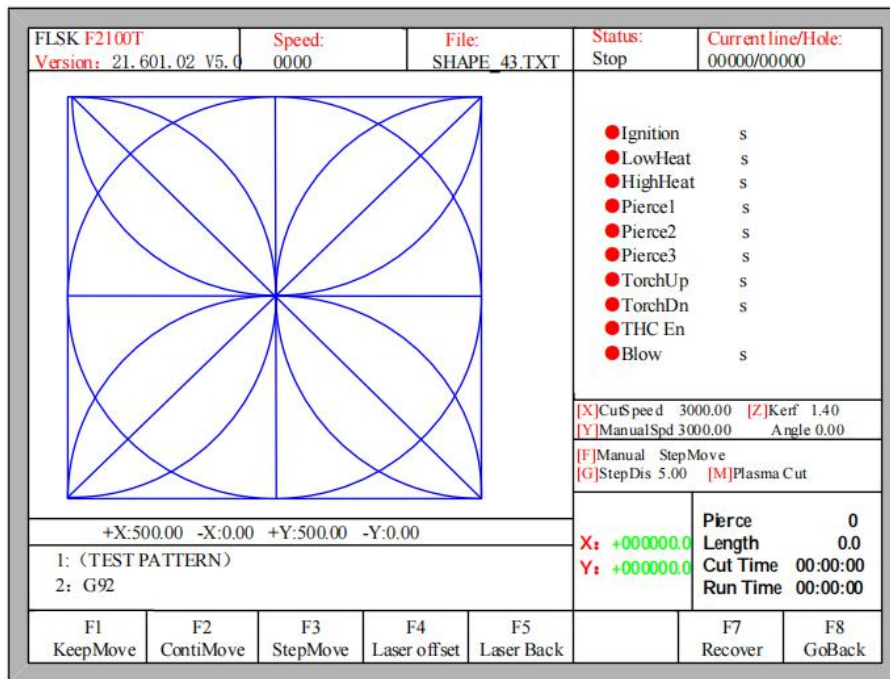 FLSK F2100T
Version: 21.601.02 V5.0
Speed:
0000
File:
SHAPE_43.TXT
Status:
Stop
Currentline/Hole:
00000/00000
Ignition s
LowHeat s
HighHeat s
Pierce1 s
Pierce2 s
Pierce3 s
TorchUp s
TorchDn s
THC En
Blow s
[X]CutSpeed 3000.00 [Z]Kerf 1.40
[Y]ManualSpd 3000.00 Angle 0.00
[F]Manual StepMove
[G]StepDis 5.00 [M]Plasma Cut
+X:500.00 -X:0.00 +Y:500.00 -Y:0.00
1:（TEST PATTERN）
2: G92
X: +000000.0
Y: +000000.0
Pierce 0
Length 0.0
Cut Time 00:00:00
Run Time 00:00:00
F1
KeepMove
F2
ContiMove
F3
StepMove
F4
Laser offset
F5
Laser Back
F7
Recover
F8
GoBack